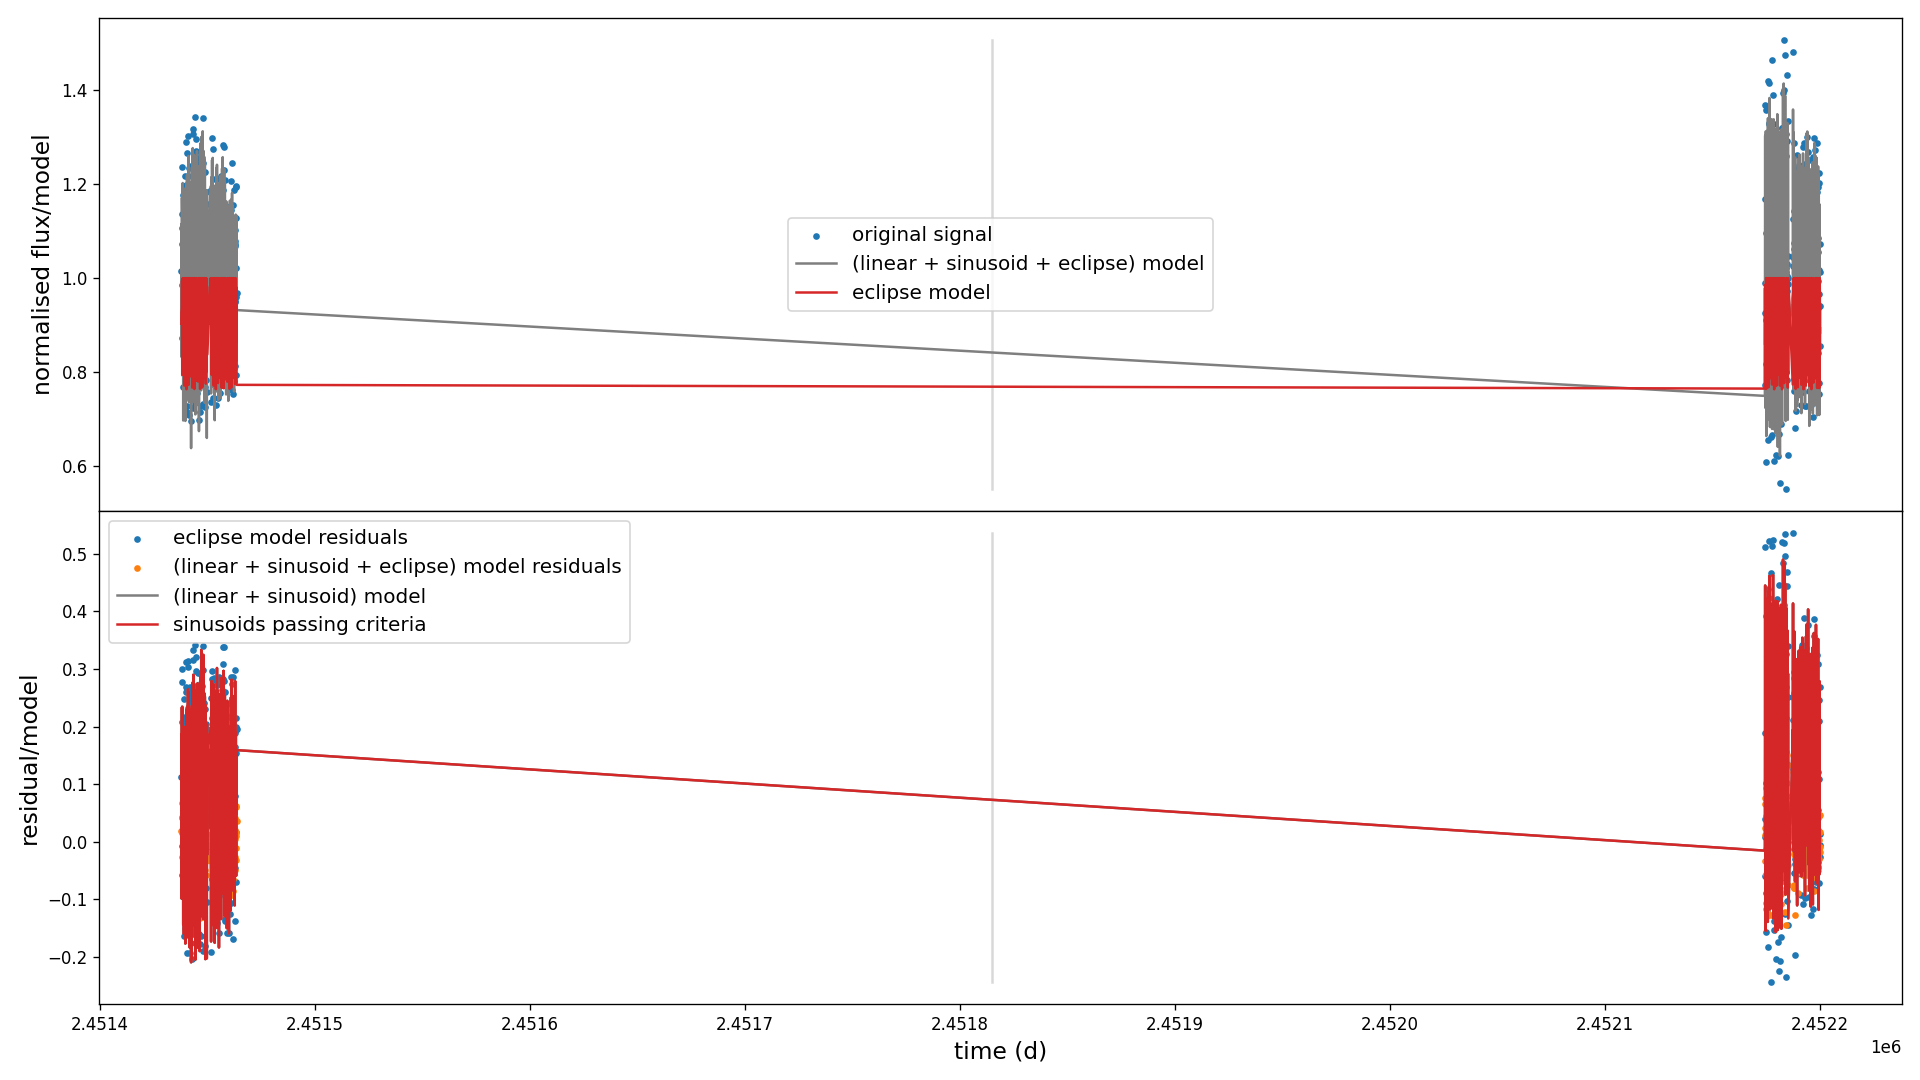 normalised flux/model
1.4
1.2
1.0
0.8
0.6
original signal
(linear + sinusoid + eclipse) model
eclipse model
residual/model
0.5
0.4
0.3
0.2
0.1
0.0
−0.1
−0.2
eclipse model residuals
(linear + sinusoid + eclipse) model residuals
(linear + sinusoid) model
sinusoids passing criteria
2.4514 2.4515 2.4516 2.4517 2.4518 2.4519 2.4520 2.4521 2.4522
1e6
time (d)